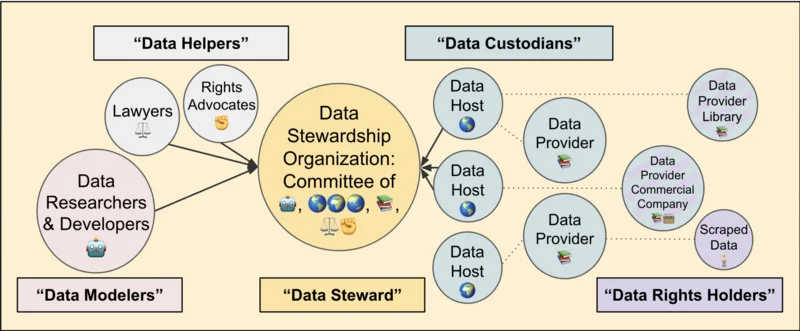 “Data Helpers”
“Data Custodians”
Lawyers
Rights
Advocates
Data
Researchers
& Developers
“Data Modelers”
Data
Stewardship
Organization:
Committee of
“Data Steward”
Data
Host
Data
Host
Data
Host
Data
Provider
Data
Provider
Data
Provider
Library
Data
Provider
Commercial
Company
Scraped
Data
“Data Rights Holders”